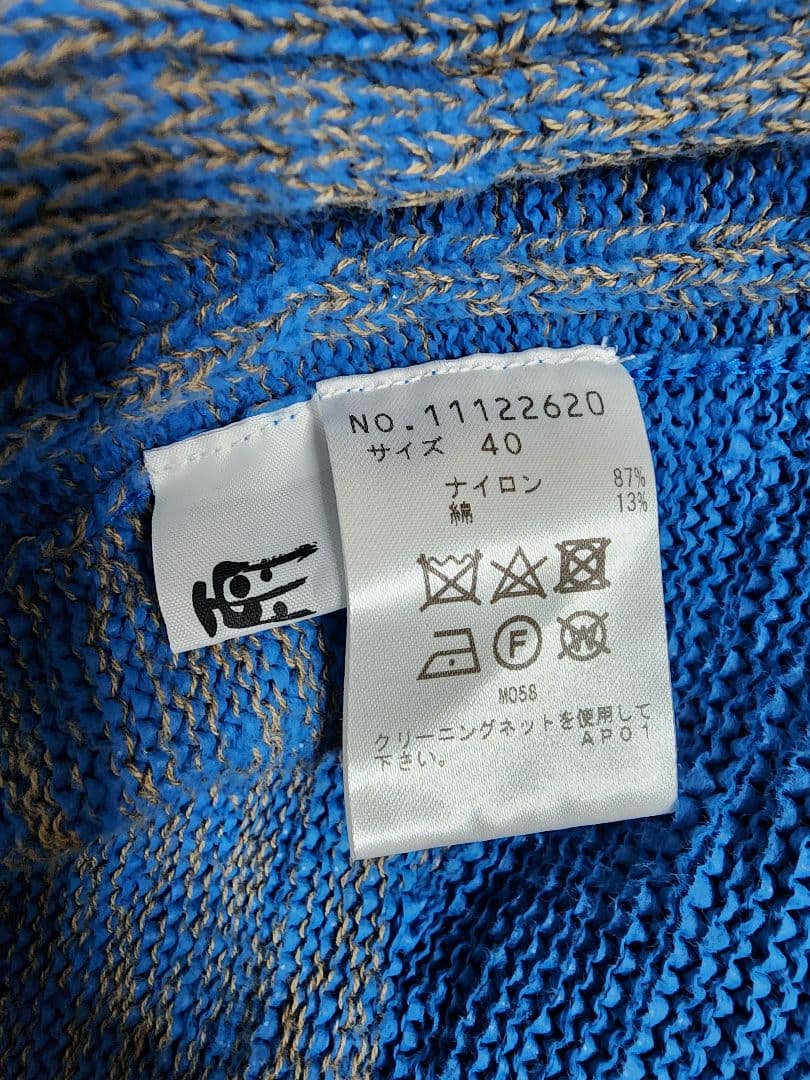 NO.11122620
サイズ 40
ナイロン 87%
綿 13%
F W
M058
クリーニングネットを使用して
下さい。 AP01